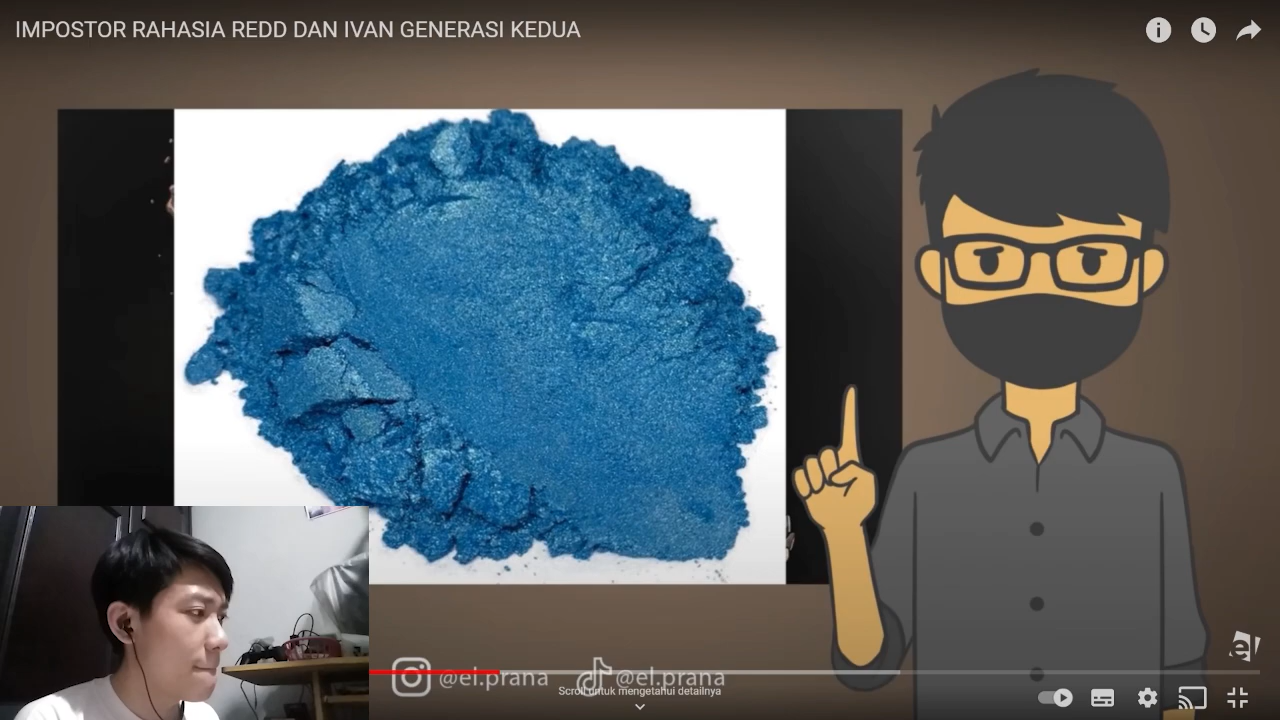 IMPOSTOR RAHASIA REDD DAN IVAN GENERASI KEDUA
@el.prana @el.prana
Scroll untuk mengetahui detailnya